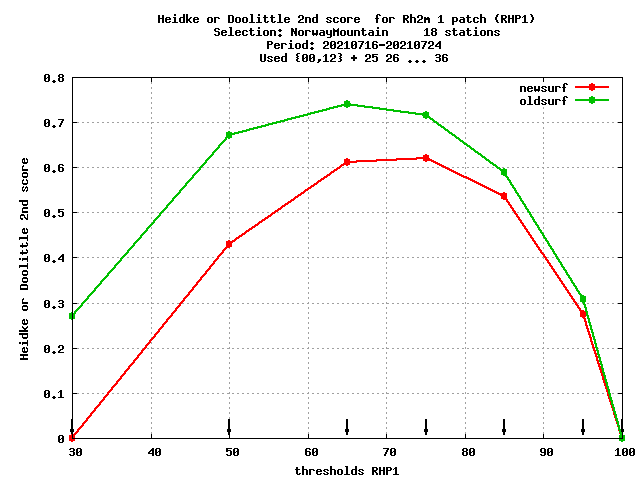 Heidke or Doolittle 2nd score  for Rh2m 1 patch (RHP1)
Selection: NorwayMountain     18 stations
Period: 20210716-20210724
Used {00,12} + 25 26 ... 36
newsurf
oldsurf
0.8
0.7
0.6
0.5
0.4
0.3
0.2
0.1
0
Heidke or Doolittle 2nd score
30 40 50 60 70 80 90 100
thresholds RHP1